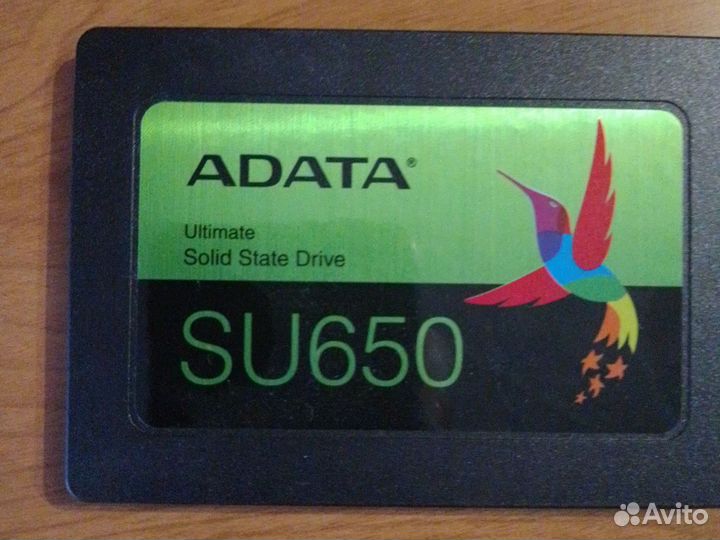 ADATA®
Ultimate
Solid State Drive
SU650
Avito